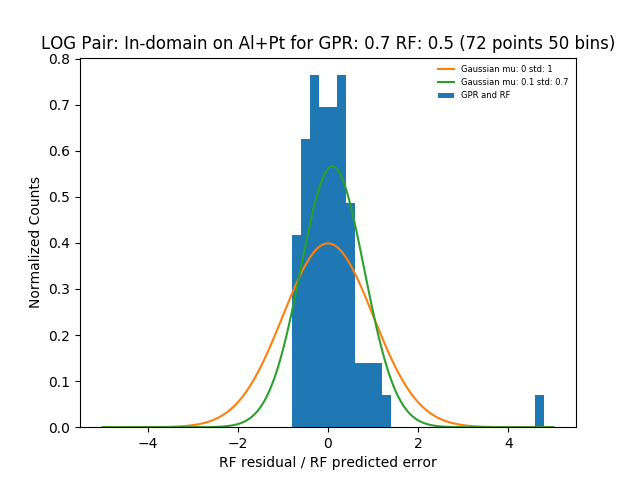 LOG Pair: In-domain on Al+Pt for GPR: 0.7 RF: 0.5 (72 points 50 bins)
Gaussian mu: 0 std: 1
Gaussian mu: 0.1 std: 0.7
GPR and RF
0.8
0.7
0.6
0.5
0.4
0.3
0.2
0.1
0.0
Normalized Counts
−4 −2 0 2 4
RF residual / RF predicted error